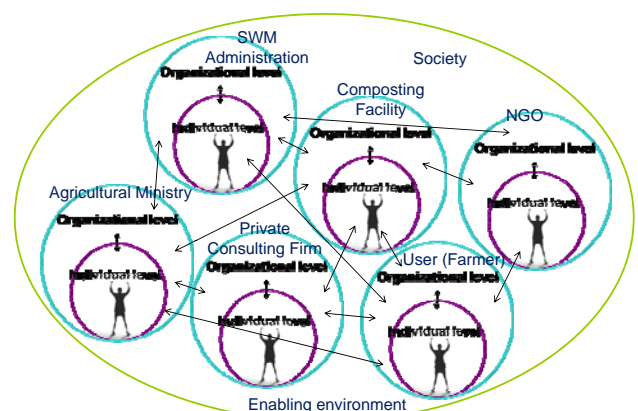 SWM
Administration
Organizational level
Individual level
Society
Composting
Facility
Organizational level
Individual level
NGO
Organizational level
Individual level
Agricultural Ministry
Organizational level
Individual level
Private
Consulting Firm
Organizational level
Individual level
User (Farmer)
Organizational level
Individual level
Enabling environment